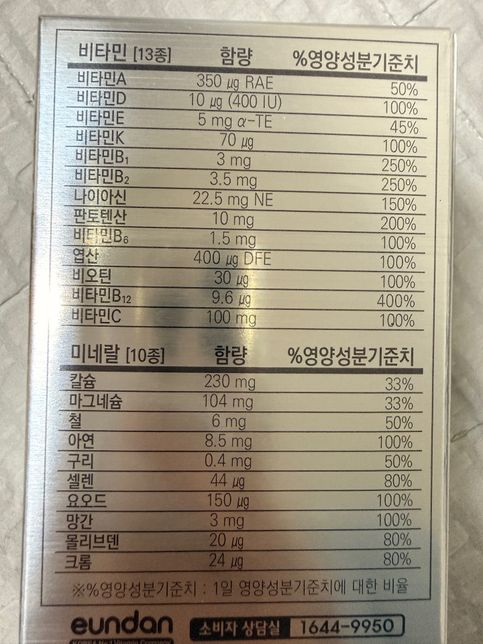 비타민 [13종] 함량 %영양성분기준치
비타민A 350 μg RAE 50%
비타민D 10 μg (400 IU) 100%
비타민E 5 mg α-TE 45%
비타민K 70 μg 100%
비타민B₁ 3 mg 250%
비타민B₂ 3.5 mg 250%
나이아신 22.5 mg NE 150%
판토텐산 10 mg 200%
비타민B₆ 1.5 mg 100%
엽산 400 μg DFE 100%
비오틴 30 μg 100%
비타민B₁₂ 9.6 μg 400%
비타민C 100 mg 100%
미네랄 [10종] 함량 %영양성분기준치
칼슘 230 mg 33%
마그네슘 104 mg 33%
철 6 mg 50%
아연 8.5 mg 100%
구리 0.4 mg 50%
셀렌 44 μg 80%
요오드 150 μg 100%
망간 3 mg 100%
몰리브덴 20 μg 80%
크롬 24 μg 80%
※%영양성분기준치 : 1일 영양성분기준치에 대한 비율
eundan 소비자 상담실 1644-9950